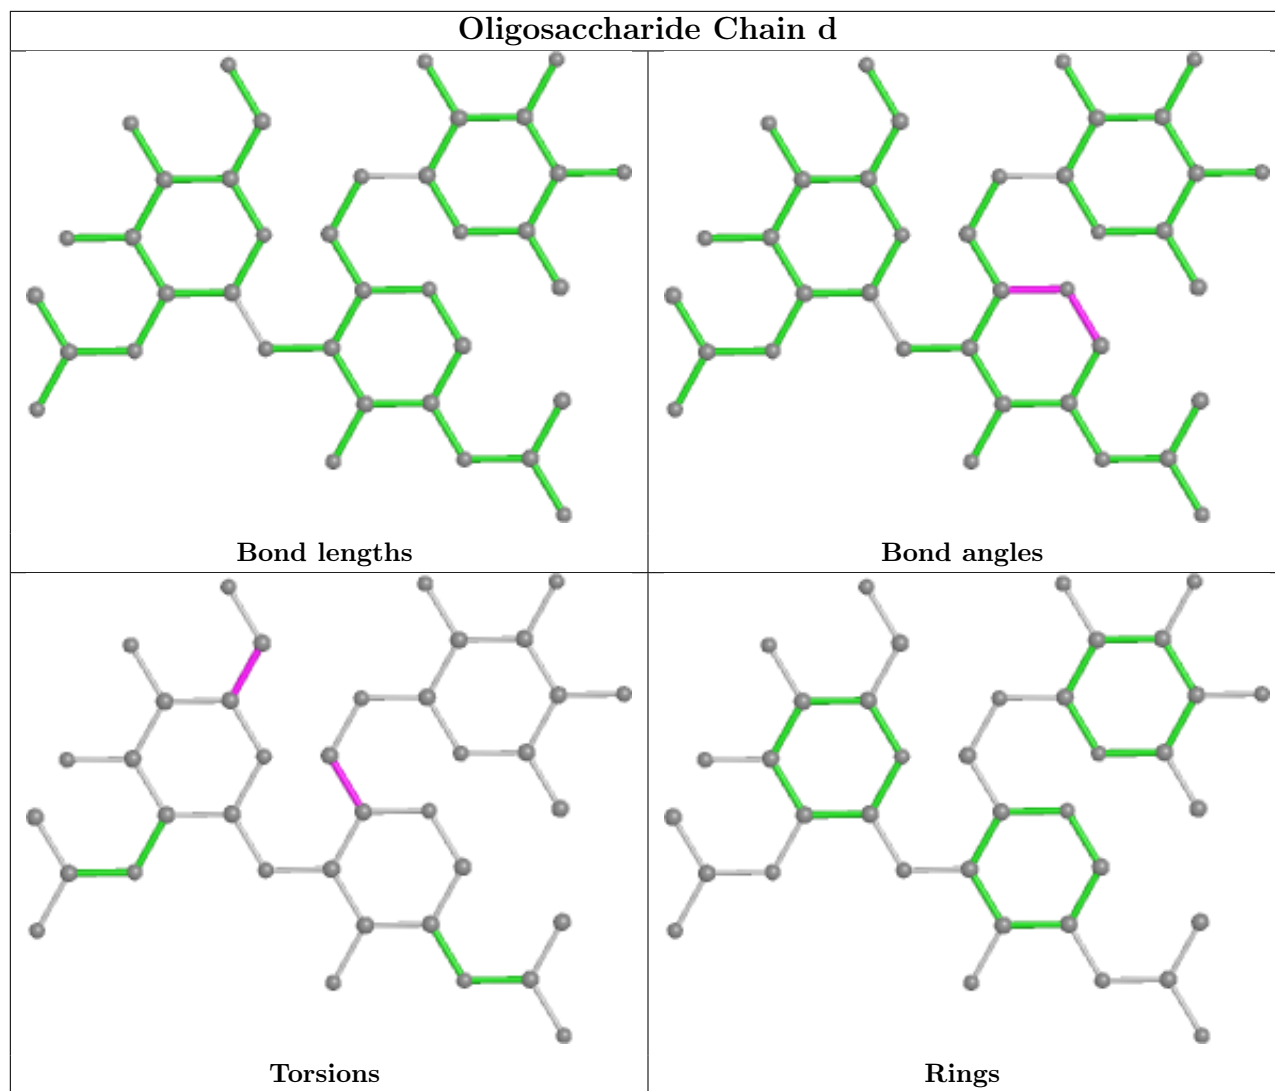 Oligosaccharide Chain d
Bond lengths
Bond angles
Torsions
Rings